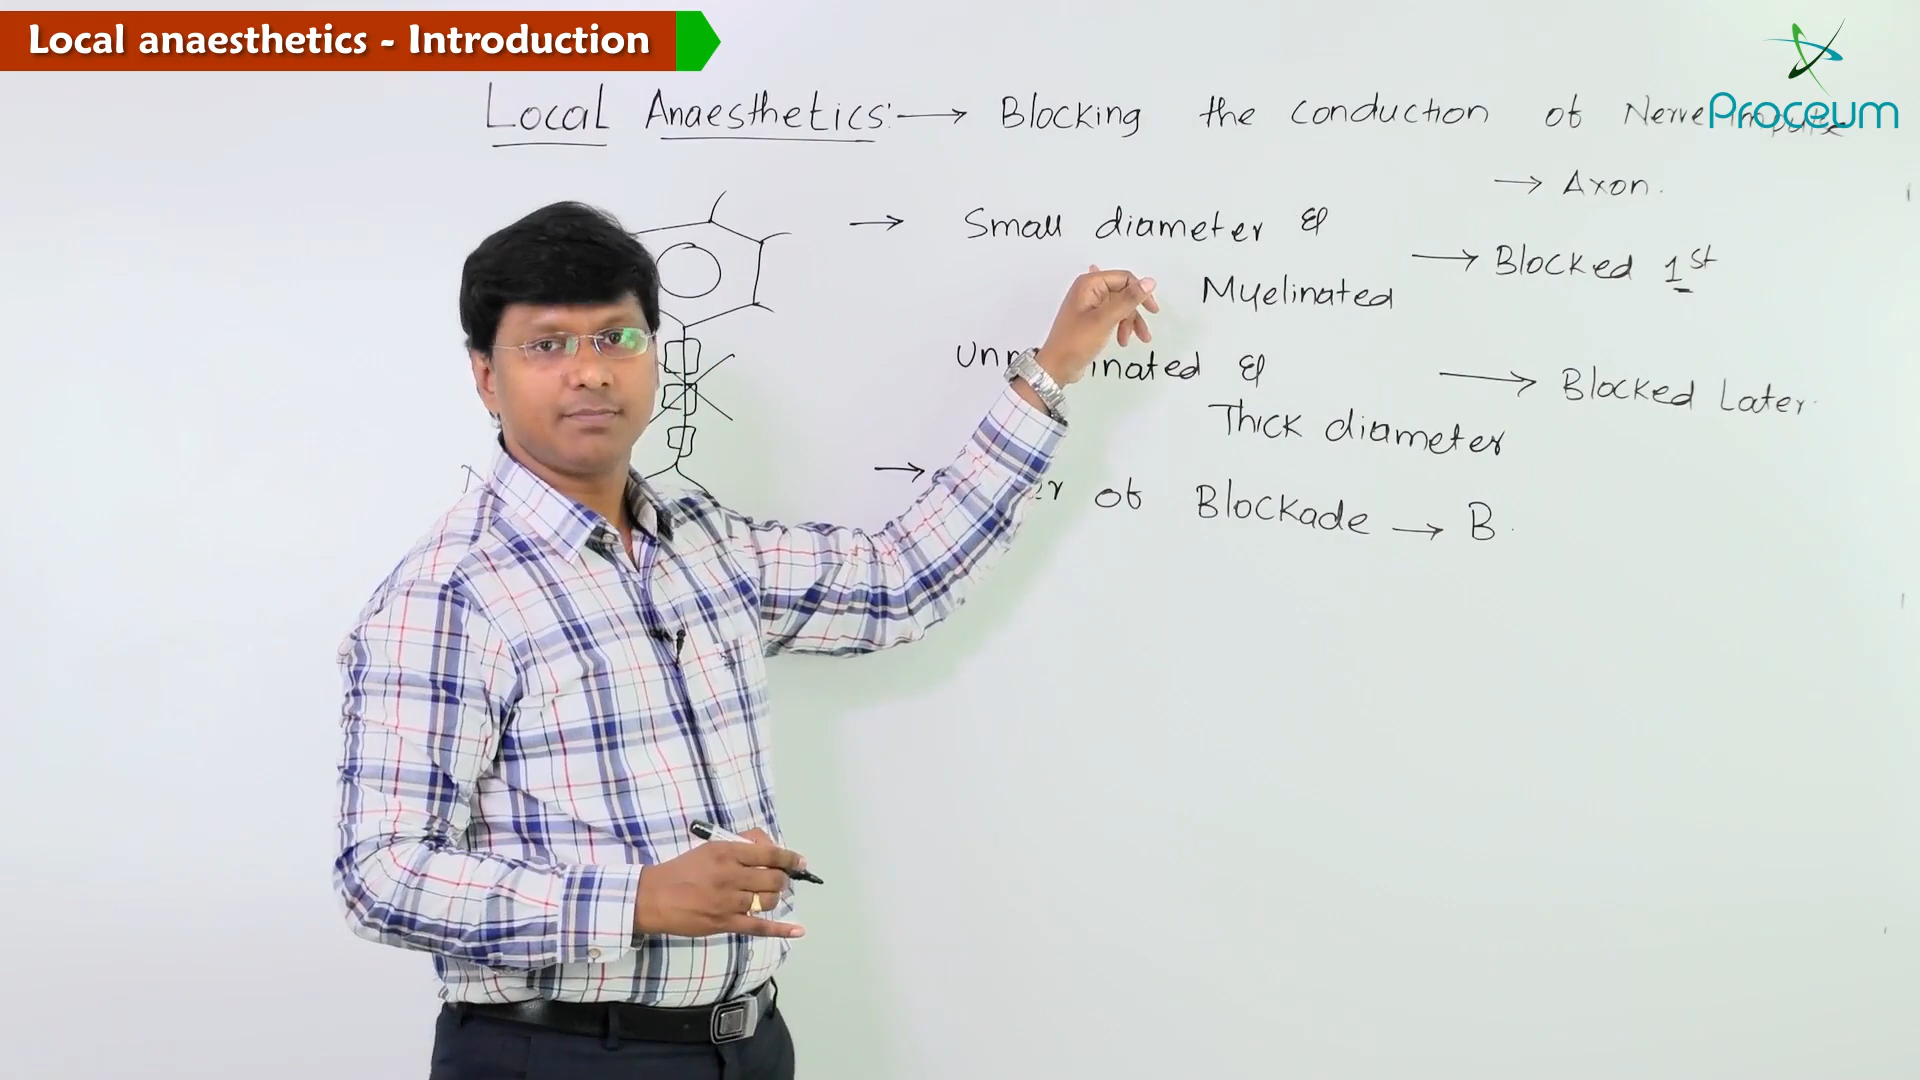 Local anaesthetics - Introduction
Proceum
Local Anaesthetics: → Blocking the conduction of Nerve
→ Axon.
→ Small diameter & Myelinated → Blocked 1st
& Thick diameter → Blocked Later.
→ of Blockade → B